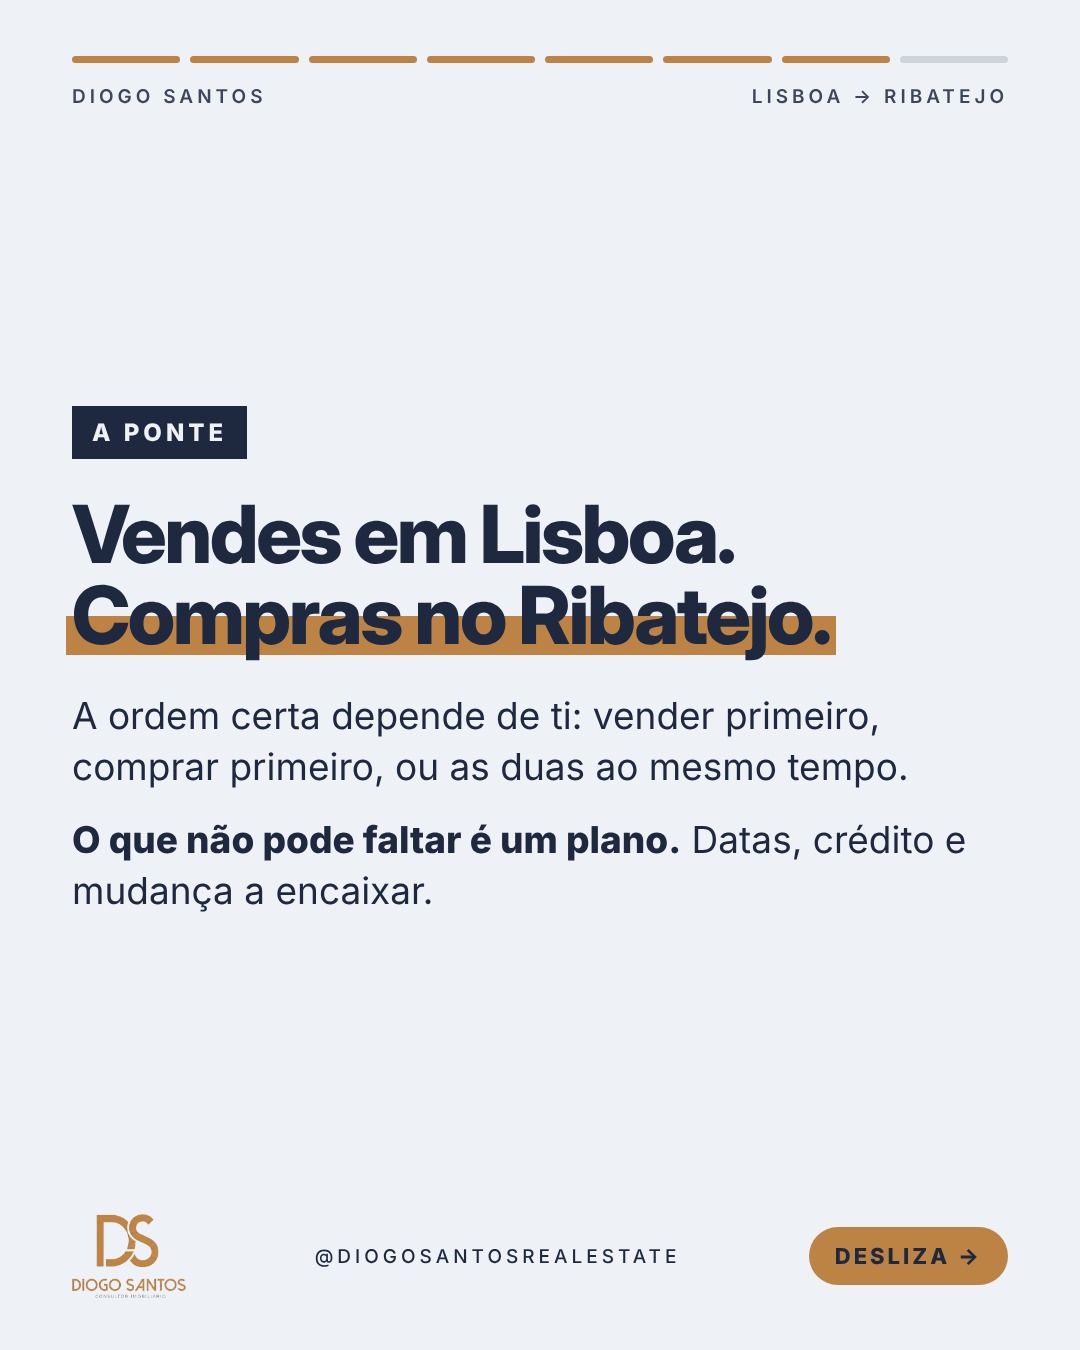 DIOGO SANTOS
LISBOA → RIBATEJO
A PONTE
Vendes em Lisboa.
Compras no Ribatejo.
A ordem certa depende de ti: vender primeiro,
comprar primeiro, ou as duas ao mesmo tempo.
O que não pode faltar é um plano. Datas, crédito e
mudança a encaixar.
DS
DIOGO SANTOS
CONSULTOR IMOBILIÁRIO
@DIOGOSANTOSREALESTATE
DESLIZA →